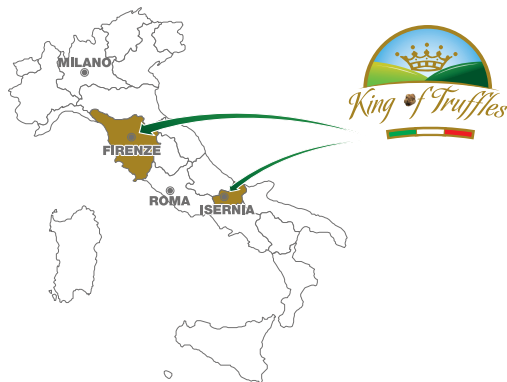 MILANO
King of Truffles
FIRENZE
ROMA
ISERNIA